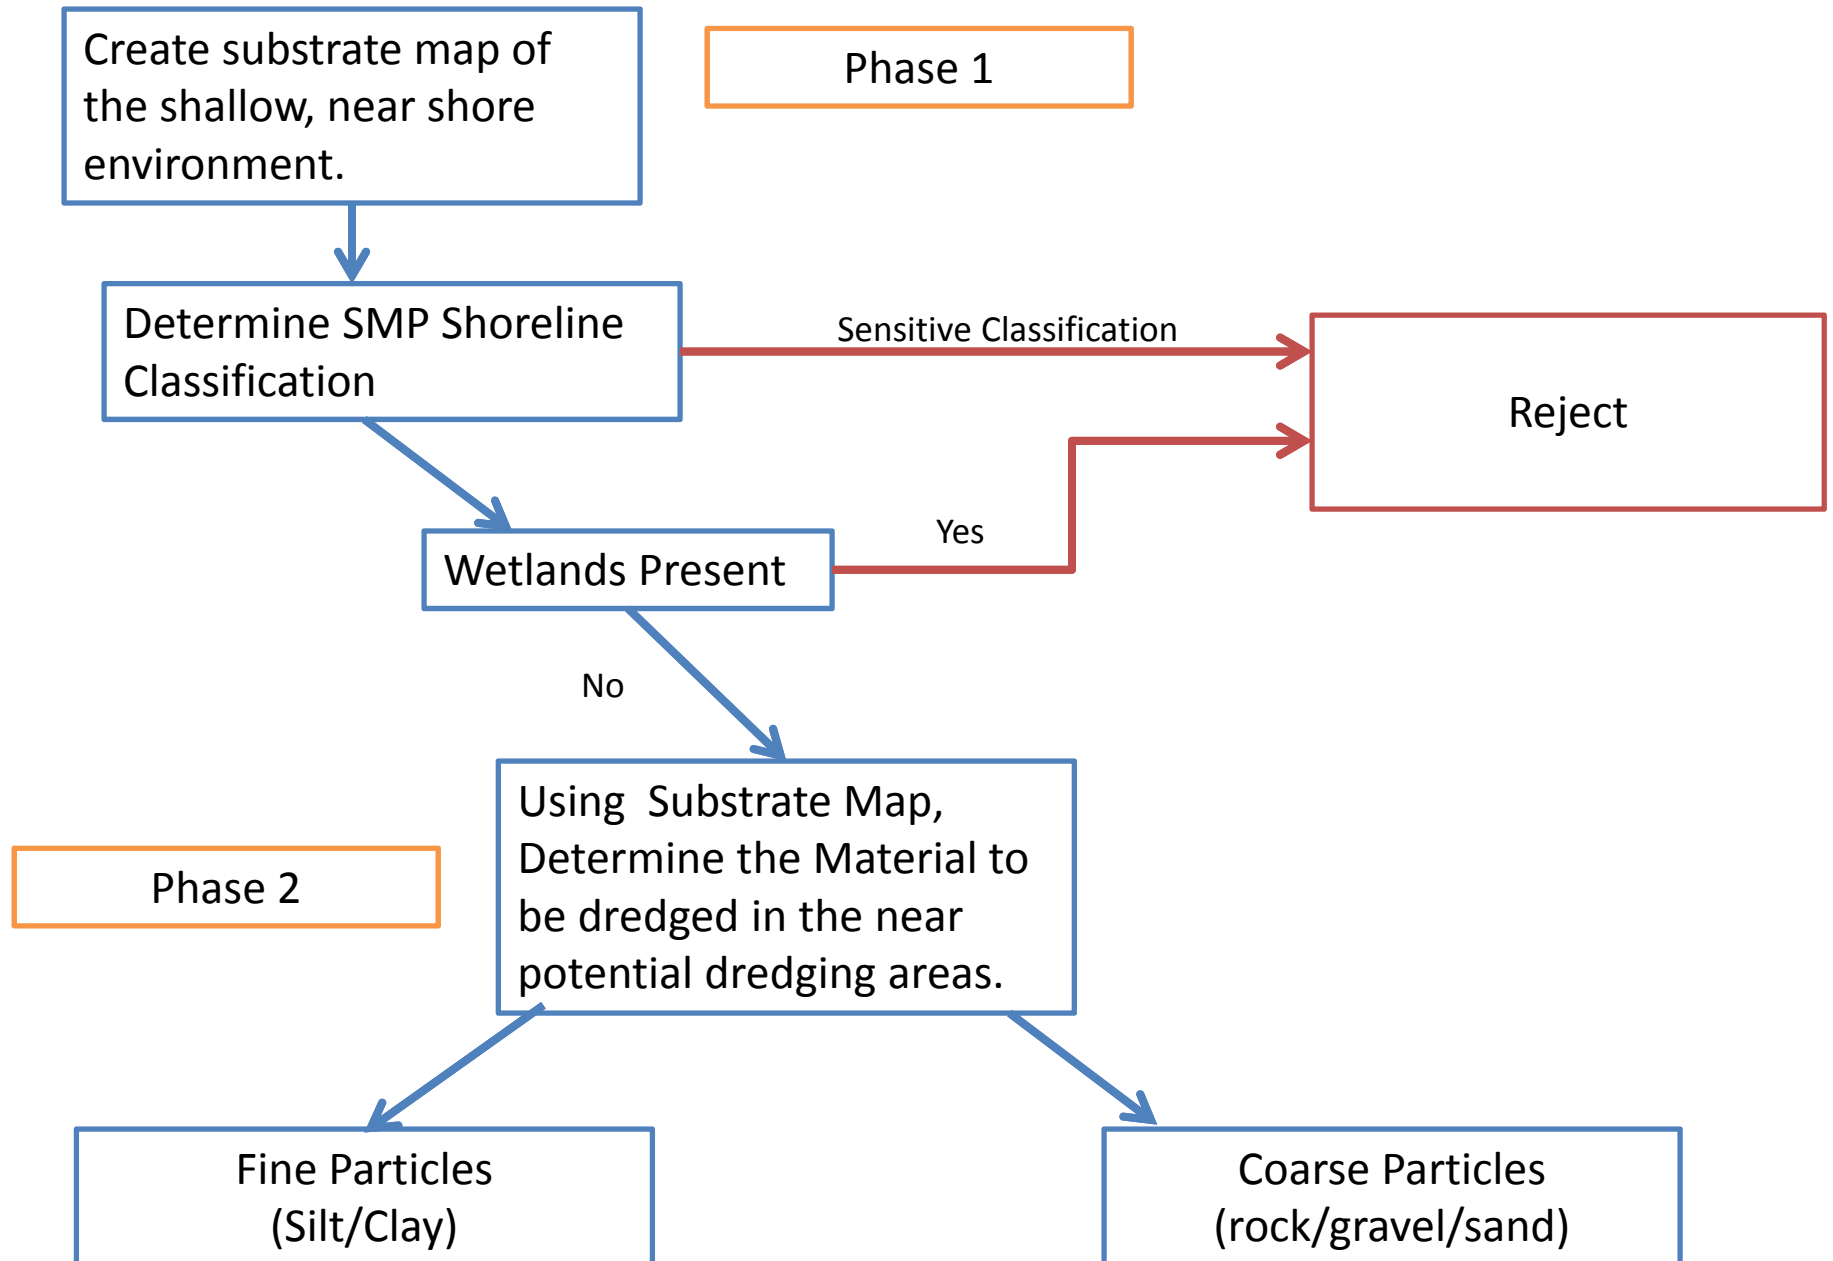 Create substrate map of
the shallow, near shore
environment.
Phase 1
Determine SMP Shoreline
Classification
Sensitive Classification
Reject
Wetlands Present
Yes
No
Using  Substrate Map,
Determine the Material to
be dredged in the near
potential dredging areas.
Phase 2
Fine Particles
(Silt/Clay)
Coarse Particles
(rock/gravel/sand)